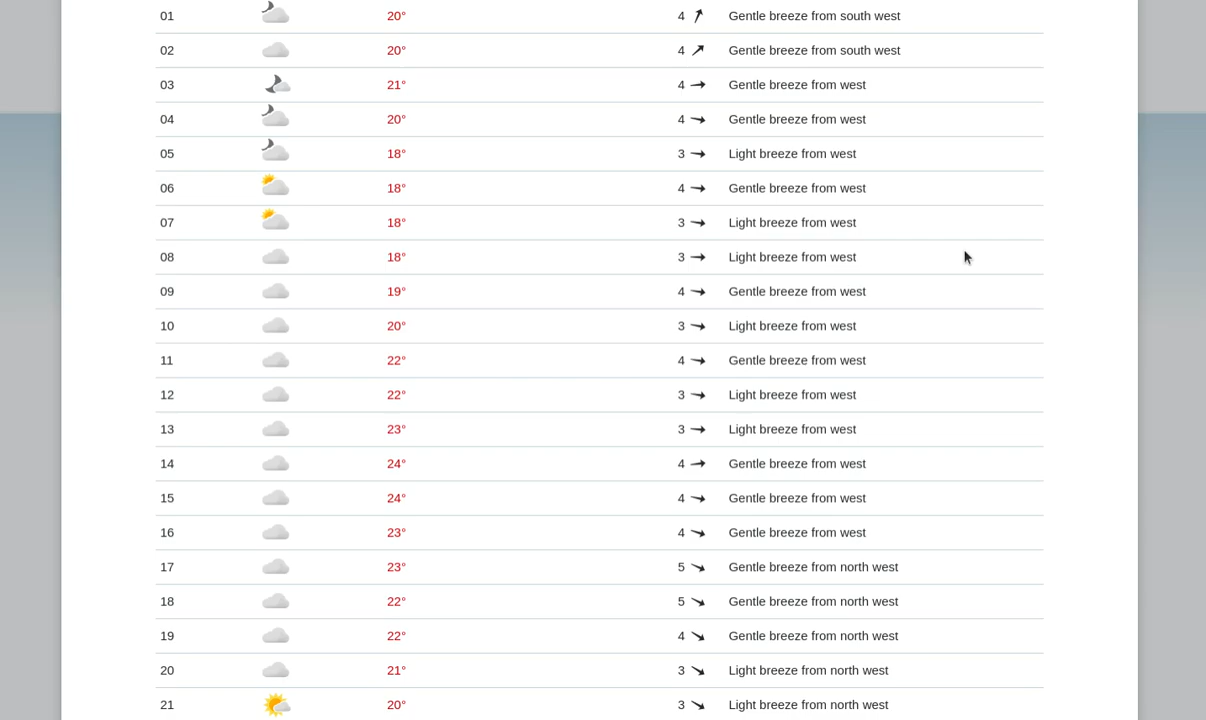 01 20° 4 Gentle breeze from south west
02 20° 4 Gentle breeze from south west
03 21° 4 Gentle breeze from west
04 20° 4 Gentle breeze from west
05 18° 3 Light breeze from west
06 18° 4 Gentle breeze from west
07 18° 3 Light breeze from west
08 18° 3 Light breeze from west
09 19° 4 Gentle breeze from west
10 20° 3 Light breeze from west
11 22° 4 Gentle breeze from west
12 22° 3 Light breeze from west
13 23° 3 Light breeze from west
14 24° 4 Gentle breeze from west
15 24° 4 Gentle breeze from west
16 23° 4 Gentle breeze from west
17 23° 5 Gentle breeze from north west
18 22° 5 Gentle breeze from north west
19 22° 4 Gentle breeze from north west
20 21° 3 Light breeze from north west
21 20° 3 Light breeze from north west